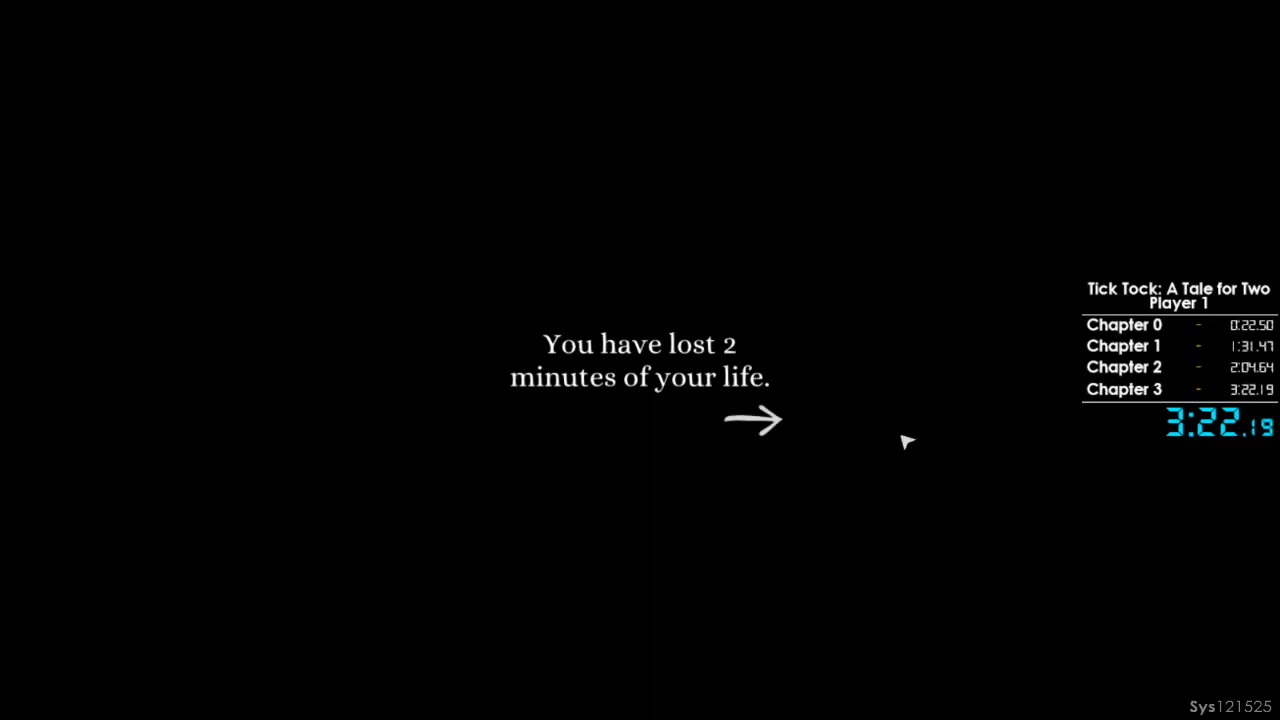 You have lost 2
minutes of your life.
Tick Tock: A Tale for Two
Player 1
Chapter 0 - 0:22.50
Chapter 1 - 1:31.47
Chapter 2 - 2:04.64
Chapter 3 - 3:22.19
3:22.19
Sys121525